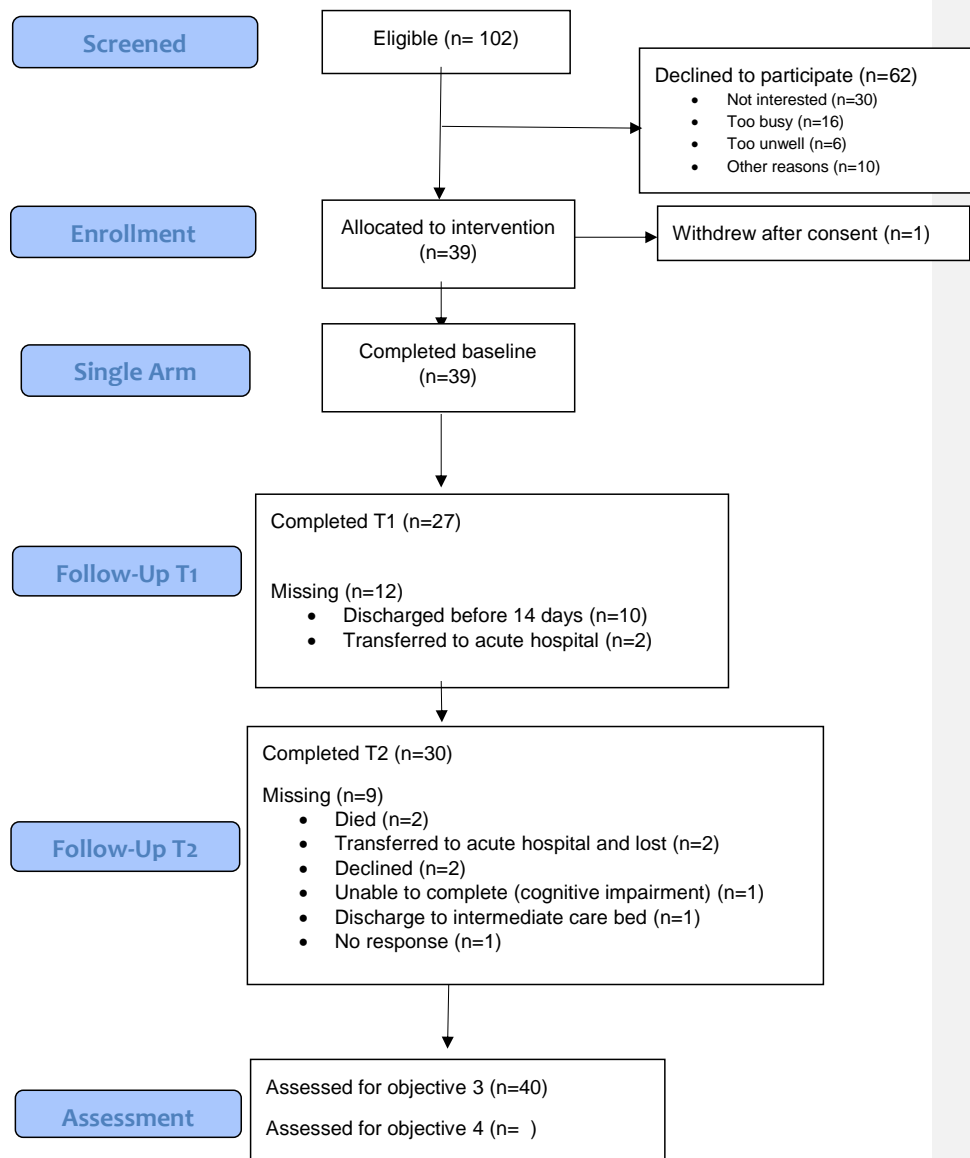 Screened
Eligible (n= 102)
Declined to participate (n=62)
• Not interested (n=30)
• Too busy (n=16)
• Too unwell (n=6)
• Other reasons (n=10)
Enrollment
Allocated to intervention
(n=39)
Withdrew after consent (n=1)
Single Arm
Completed baseline
(n=39)
Follow-Up T1
Completed T1 (n=27)
Missing (n=12)
• Discharged before 14 days (n=10)
• Transferred to acute hospital (n=2)
Follow-Up T2
Completed T2 (n=30)
Missing (n=9)
• Died (n=2)
• Transferred to acute hospital and lost (n=2)
• Declined (n=2)
• Unable to complete (cognitive impairment) (n=1)
• Discharge to intermediate care bed (n=1)
• No response (n=1)
Assessment
Assessed for objective 3 (n=40)
Assessed for objective 4 (n=  )